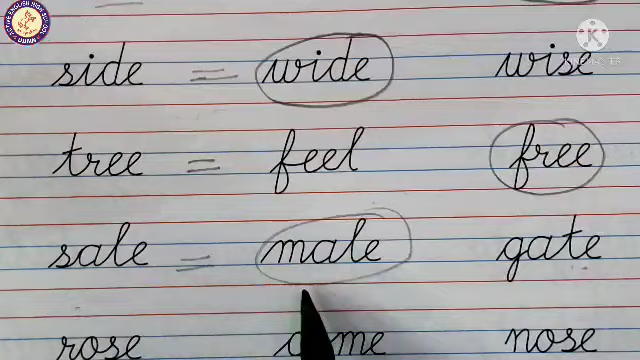 side = wide wise
tree = feel free
sale = male gate
rose nose